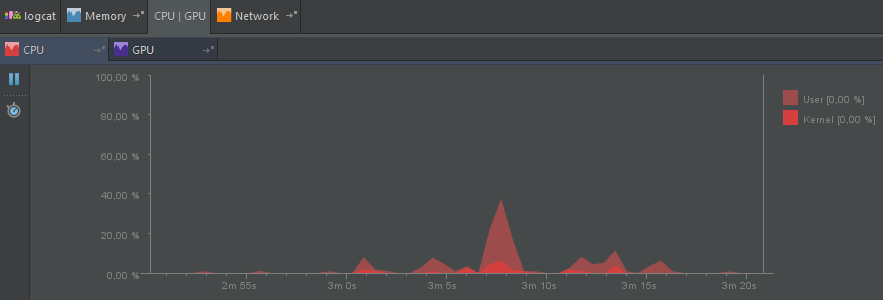 logcat Memory CPU | GPU Network
CPU GPU
100,00 %
80,00 %
60,00 %
40,00 %
20,00 %
0,00 %
User [0,00 %]
Kernel [0,00 %]
2m 55s 3m 0s 3m 5s 3m 10s 3m 15s 3m 20s